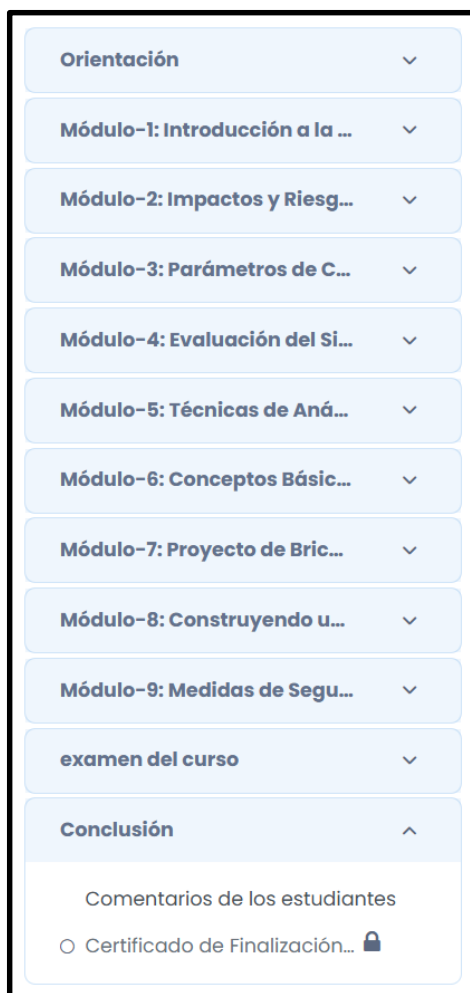 Orientación
Módulo-1: Introducción a la ...
Módulo-2: Impactos y Riesg...
Módulo-3: Parámetros de C...
Módulo-4: Evaluación del Si...
Módulo-5: Técnicas de Aná...
Módulo-6: Conceptos Básic...
Módulo-7: Proyecto de Bric...
Módulo-8: Construyendo u...
Módulo-9: Medidas de Segu...
examen del curso
Conclusión
Comentarios de los estudiantes
Certificado de Finalización...